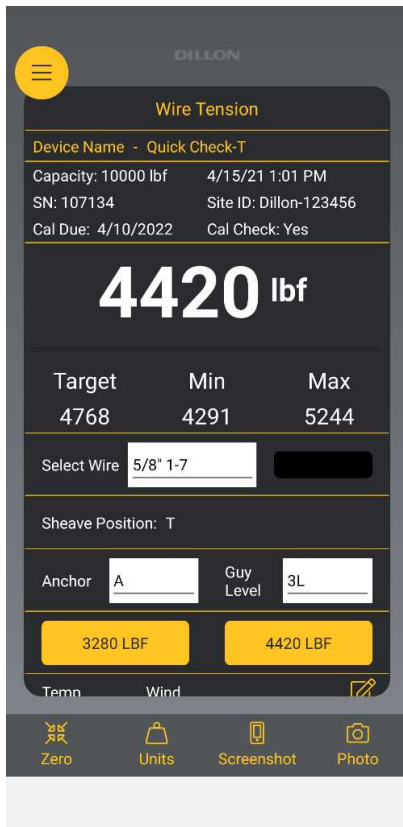 DILLON
Wire Tension
Device Name - Quick Check-T
Capacity: 10000 lbf 4/15/21 1:01 PM
SN: 107134 Site ID: Dillon-123456
Cal Due: 4/10/2022 Cal Check: Yes
4420 lbf
Target Min Max
4768 4291 5244
Select Wire 5/8" 1-7
Sheave Position: T
Anchor A Guy Level 3L
3280 LBF 4420 LBF
Temp Wind
Zero Units Screenshot Photo